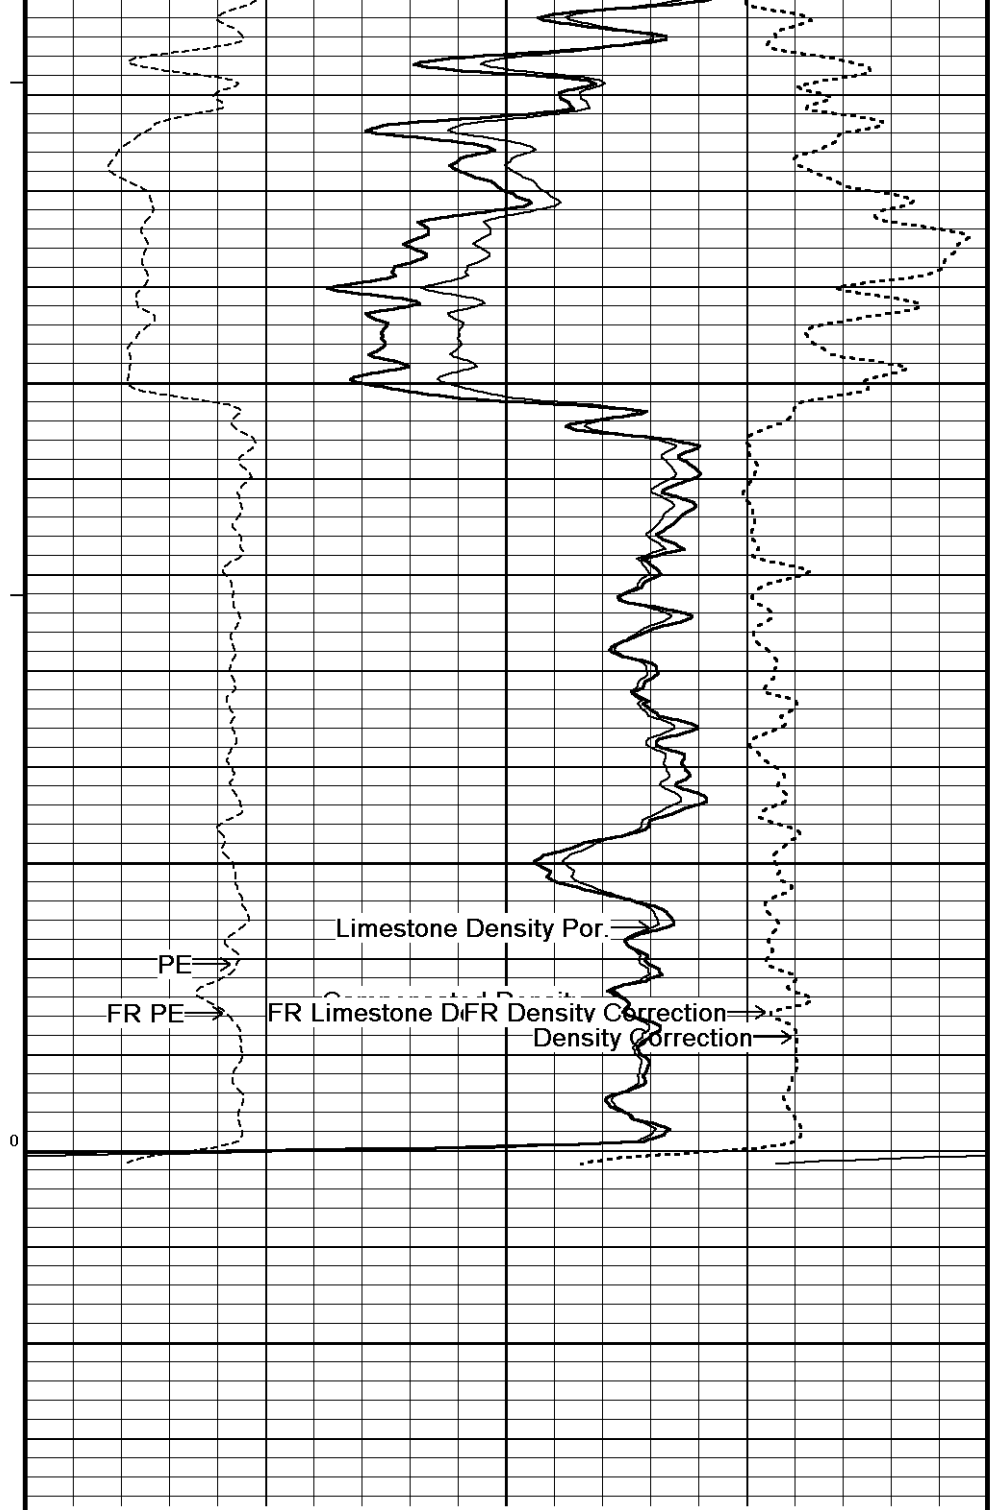 Limestone Density Por.
PE
FR PE
FR Limestone D
FR Density Correction
Density Correction
0